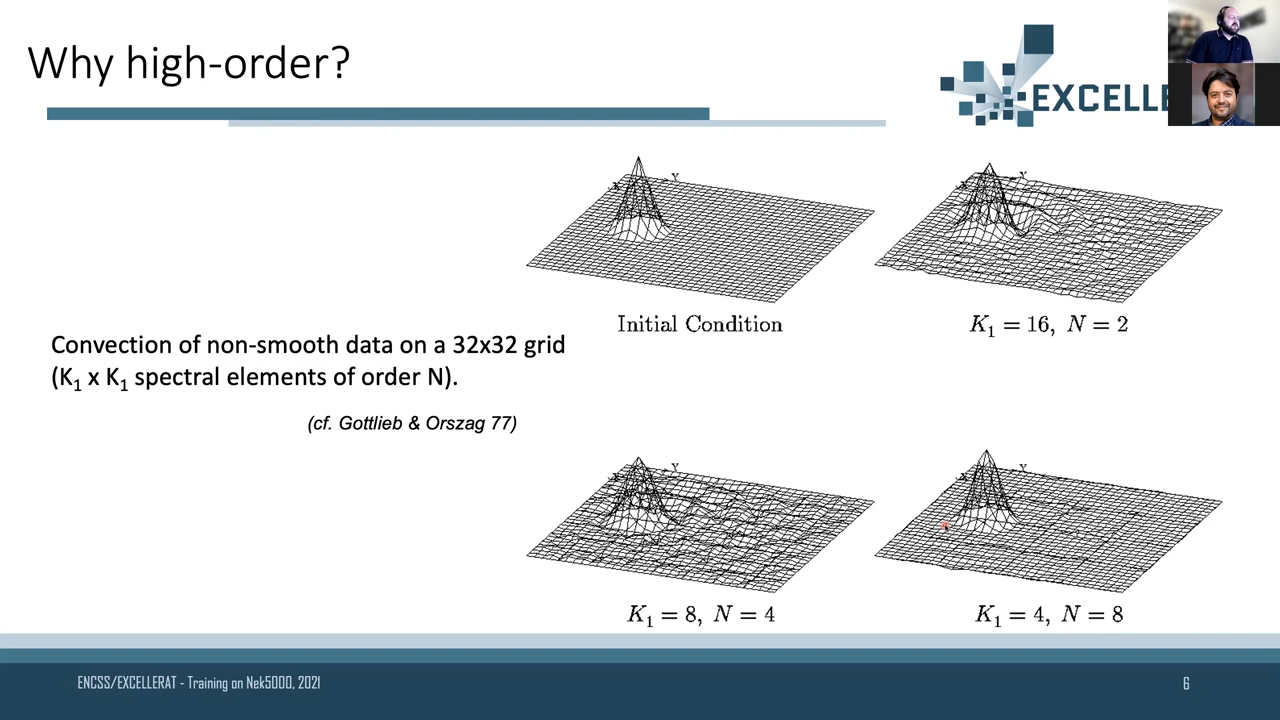 Why high-order?
EXCELLE
X Y
Initial Condition
X Y
K₁ = 16, N = 2
Convection of non-smooth data on a 32x32 grid
(K₁ x K₁ spectral elements of order N).
(cf. Gottlieb & Orszag 77)
X Y
K₁ = 8, N = 4
X Y
K₁ = 4, N = 8
ENCSS/EXCELLERAT - Training on Nek5000, 2021
6